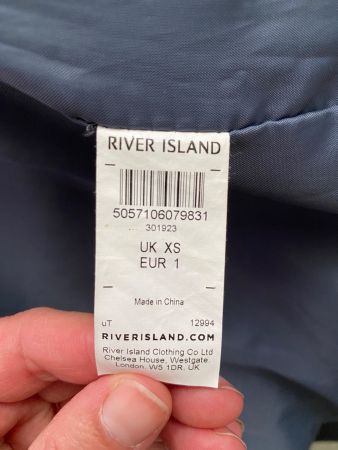 RIVER ISLAND
5057106079831
301923
UK XS
EUR 1
Made in China
uT 12994
RIVERISLAND.COM
River Island Clothing Co Ltd
Chelsea House, Westgate.
London. W5 1DR. UK